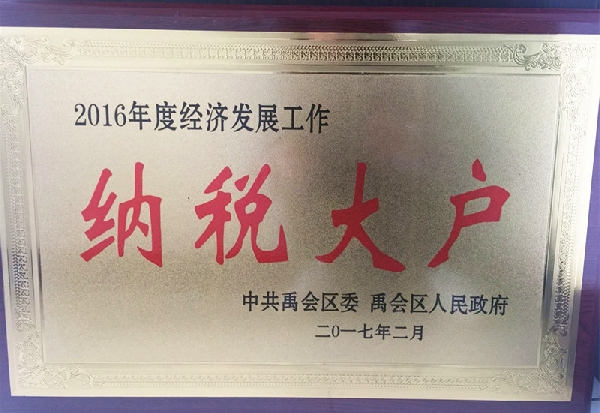 2016年度经济发展工作
纳税大户
中共禹会区委 禹会区人民政府
二0一七年二月